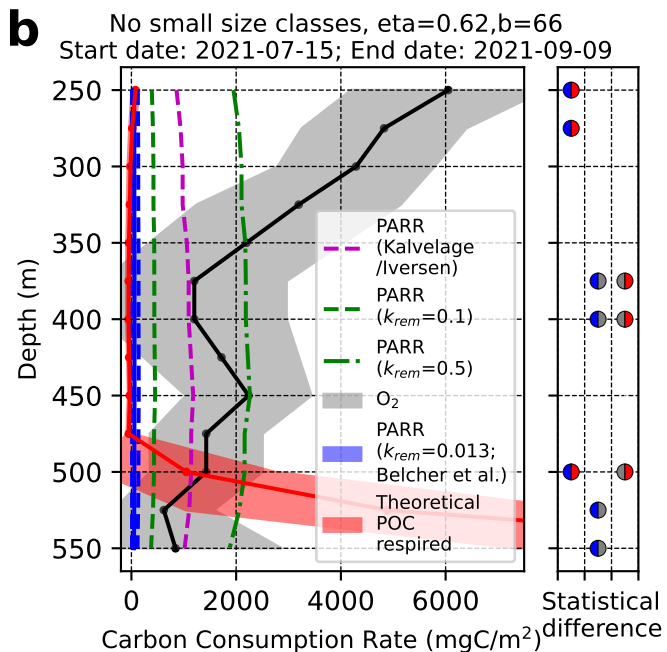 b
No small size classes, eta=0.62,b=66
Start date: 2021-07-15; End date: 2021-09-09
250
300
350
400
450
500
550
Depth (m)
PARR
(Kalvelage
/Iversen)
PARR
(k_rem=0.1)
PARR
(k_rem=0.5)
O₂
PARR
(k_rem=0.013;
Belcher et al.)
Theoretical
POC
respired
0 2000 4000 6000
Carbon Consumption Rate (mgC/m²)
Statistical
difference